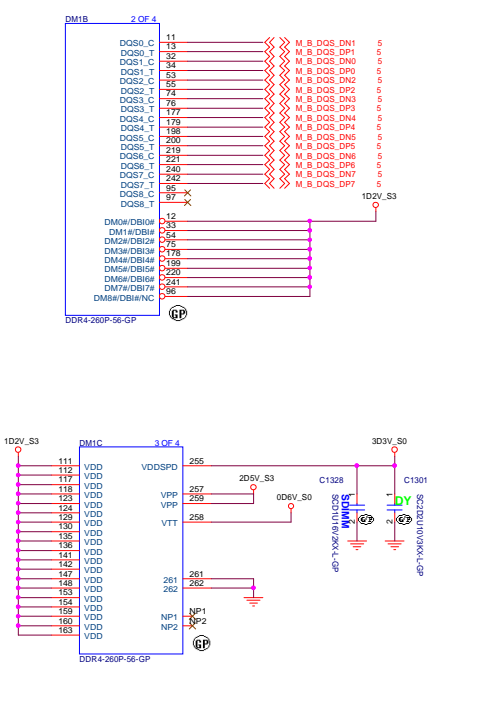 DM1B 2 OF 4
DQS0_C 11 M_B_DQS_DN1 5
DQS0_T 13 M_B_DQS_DP1 5
DQS1_C 32 M_B_DQS_DN0 5
DQS1_T 34 M_B_DQS_DP0 5
DQS2_C 53 M_B_DQS_DN2 5
DQS2_T 55 M_B_DQS_DP2 5
DQS3_C 74 M_B_DQS_DN3 5
DQS3_T 76 M_B_DQS_DP3 5
DQS4_C 177 M_B_DQS_DN4 5
DQS4_T 179 M_B_DQS_DP4 5
DQS5_C 198 M_B_DQS_DN5 5
DQS5_T 200 M_B_DQS_DP5 5
DQS6_C 219 M_B_DQS_DN6 5
DQS6_T 221 M_B_DQS_DP6 5
DQS7_C 240 M_B_DQS_DN7 5
DQS7_T 242 M_B_DQS_DP7 5
DQS8_C 95
DQS8_T 97
1D2V_S3
DM0#/DBI0# 12
DM1#/DBI# 33
DM2#/DBI2# 54
DM3#/DBI3# 75
DM4#/DBI4# 178
DM5#/DBI5# 199
DM6#/DBI6# 220
DM7#/DBI7# 241
DM8#/DBI#/NC 96
GP
DDR4-260P-56-GP
1D2V_S3
DM1C 3 OF 4
3D3V_S0
111 VDD
112 VDD
117 VDD
118 VDD
123 VDD
124 VDD
129 VDD
130 VDD
135 VDD
136 VDD
141 VDD
142 VDD
147 VDD
148 VDD
153 VDD
154 VDD
159 VDD
160 VDD
163 VDD
VDDSPD 255
VPP 257
VPP 259
VTT 258
261 261
262 262
NP1 NP1
NP2 NP2
2D5V_S3
0D6V_S0
C1328
1
2
SDIMM
GP
C1301
1
2
DY
GP
GP
DDR4-260P-56-GP